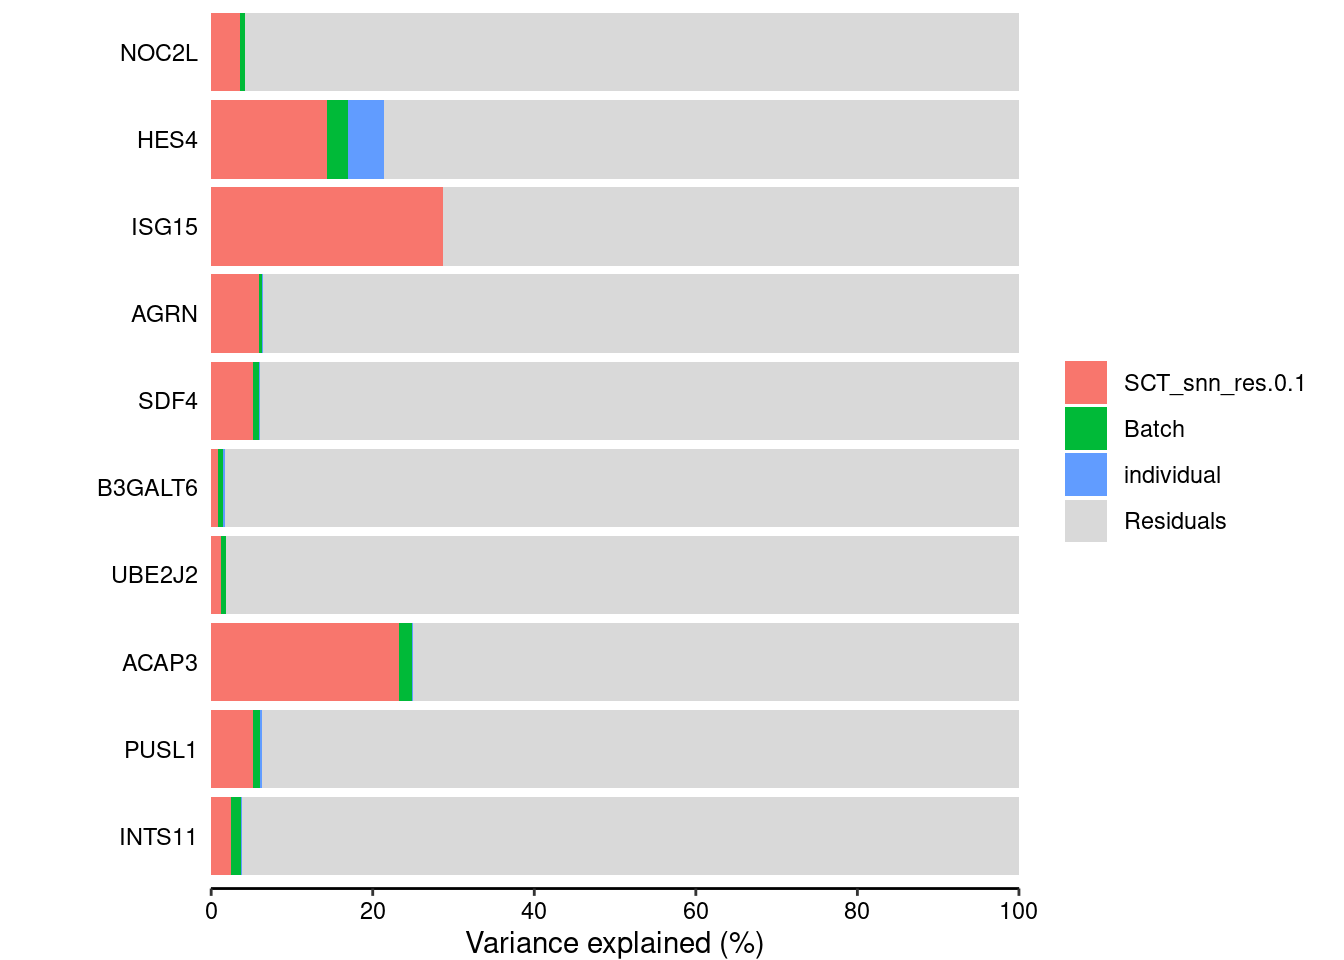 NOC2L
HES4
ISG15
AGRN
SDF4
B3GALT6
UBE2J2
ACAP3
PUSL1
INTS11
0 20 40 60 80 100
Variance explained (%)
SCT_snn_res.0.1
Batch
individual
Residuals